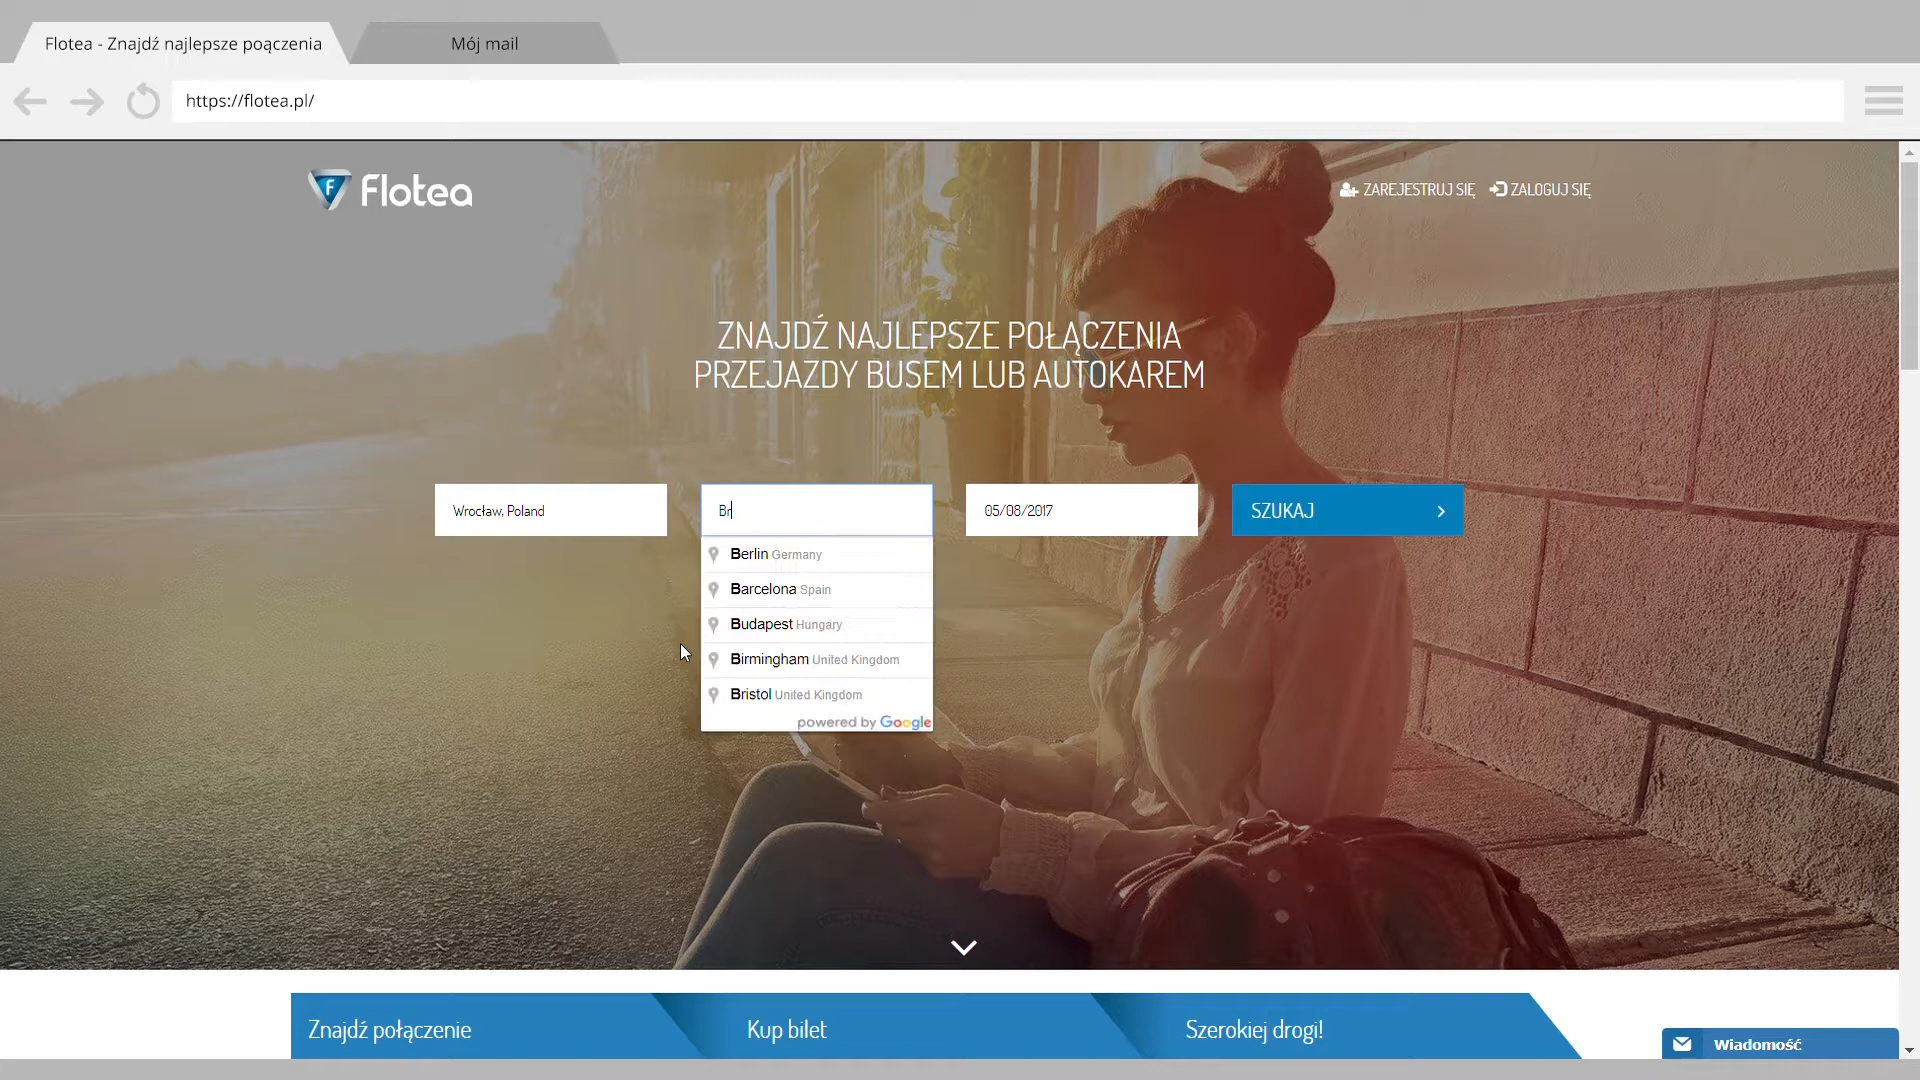 Flotea - Znajdź najlepsze poączenia
Mój mail
https://flotea.pl/
F Flotea
ZAREJESTRUJ SIĘ
ZALOGUJ SIĘ
ZNAJDŹ NAJLEPSZE POŁĄCZENIA
PRZEJAZDY BUSEM LUB AUTOKAREM
Wrocław, Poland
Br
05/08/2017
SZUKAJ
Berlin Germany
Barcelona Spain
Budapest Hungary
Birmingham United Kingdom
Bristol United Kingdom
powered by Google
Znajdź połączenie
Kup bilet
Szerokiej drogi!
Wiadomość